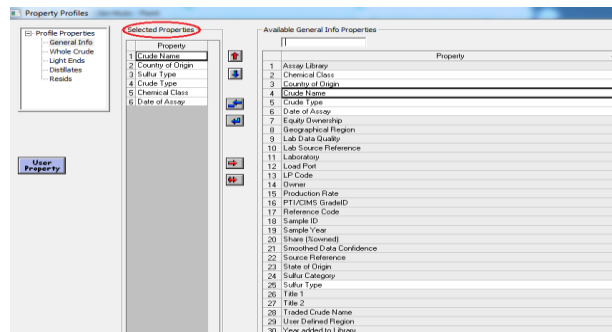 Property Profiles
Profile Properties
General Info
Whole Crude
Light Ends
Distillates
Resids
User
Property
Selected Properties
Property
1 Crude Name
2 Country of Origin
3 Sulfur Type
4 Crude Type
5 Chemical Class
6 Date of Assay
Available General Info Properties
Property
1 Assay Library
2 Chemical Class
3 Country of Origin
4 Crude Name
5 Crude Type
6 Date of Assay
7 Equity Ownership
8 Geographical Region
9 Lab Data Quality
10 Lab Source Reference
11 Laboratory
12 Load Port
13 LP Code
14 Owner
15 Production Rate
16 PTI/CIMS GradeID
17 Reference Code
18 Sample ID
19 Sample Year
20 Share (%owned)
21 Smoothed Data Confidence
22 Source Reference
23 State of Origin
24 Sulfur Category
25 Sulfur Type
26 Title 1
27 Title 2
28 Traded Crude Name
29 User Defined Region
30 Year added to Library